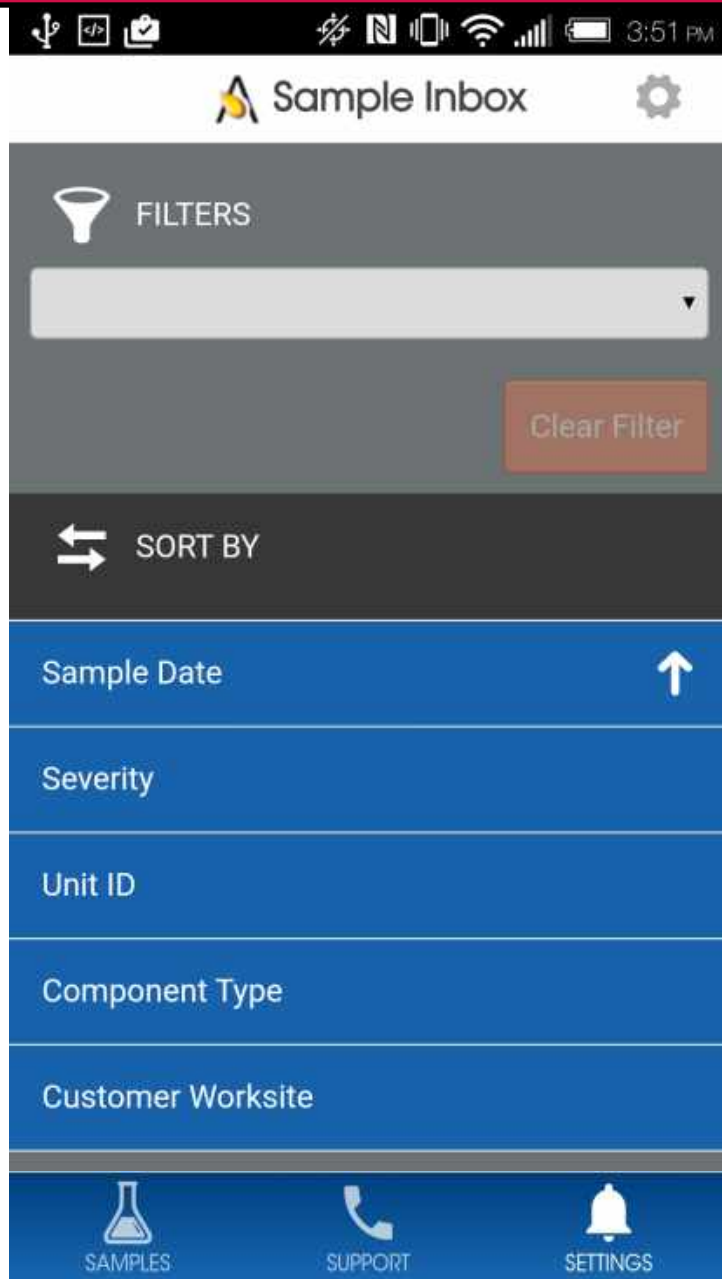 3:51 PM
Sample Inbox
FILTERS
Clear Filter
SORT BY
Sample Date
Severity
Unit ID
Component Type
Customer Worksite
SAMPLES
SUPPORT
SETTINGS